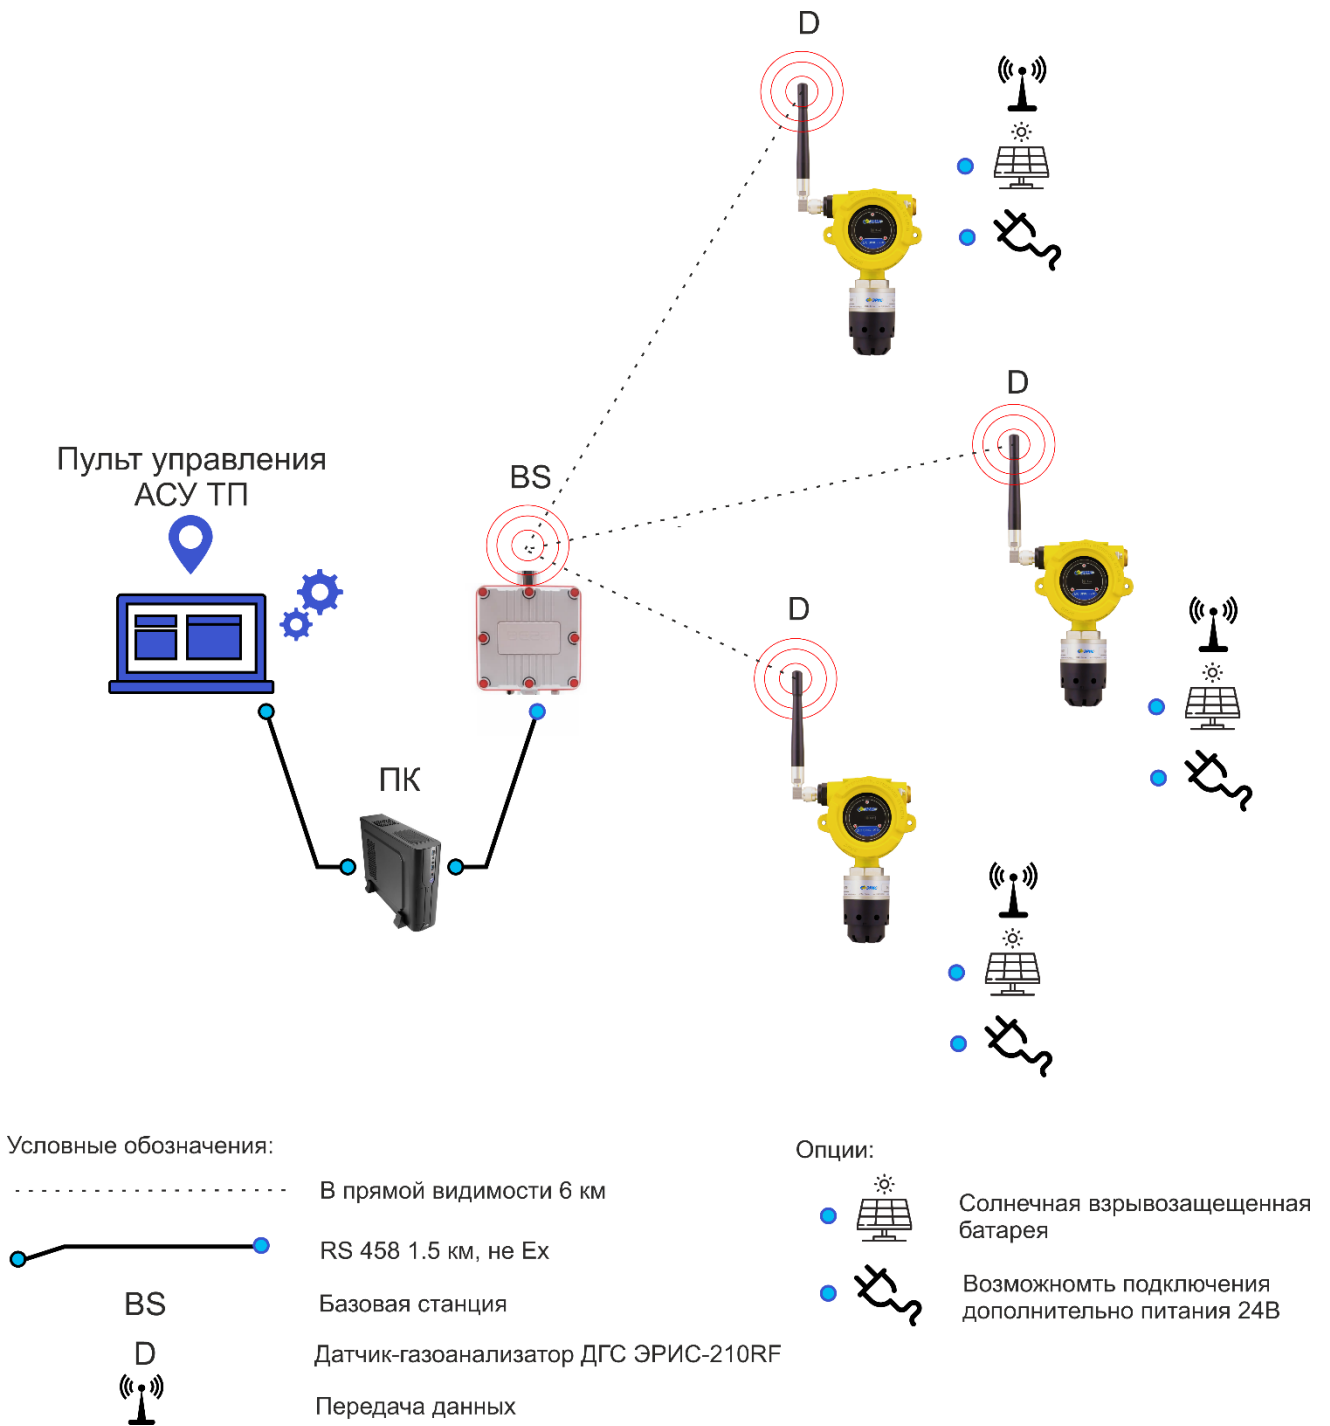 D
D
Пульт управления
АСУ ТП
BS
D
ПК
Условные обозначения:
В прямой видимости 6 км
RS 458 1.5 км, не Ex
BS
Базовая станция
D
Датчик-газоанализатор ДГС ЭРИС-210RF
Передача данных
Опции:
Солнечная взрывозащещенная
батарея
Возможномть подключения
дополнительно питания 24В